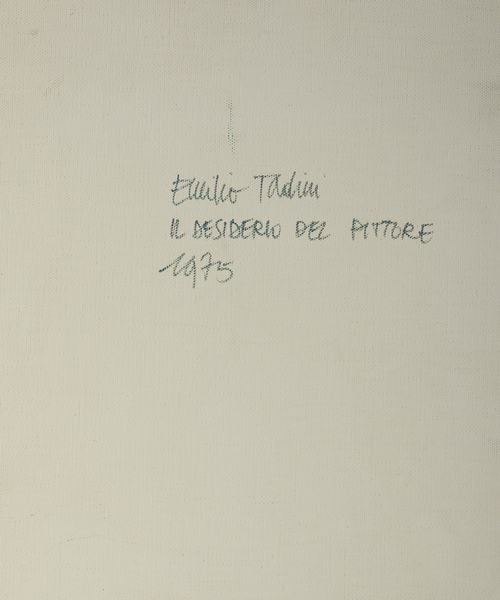 Emilio Tadini
IL DESIDERIO DEL PITTORE
1975